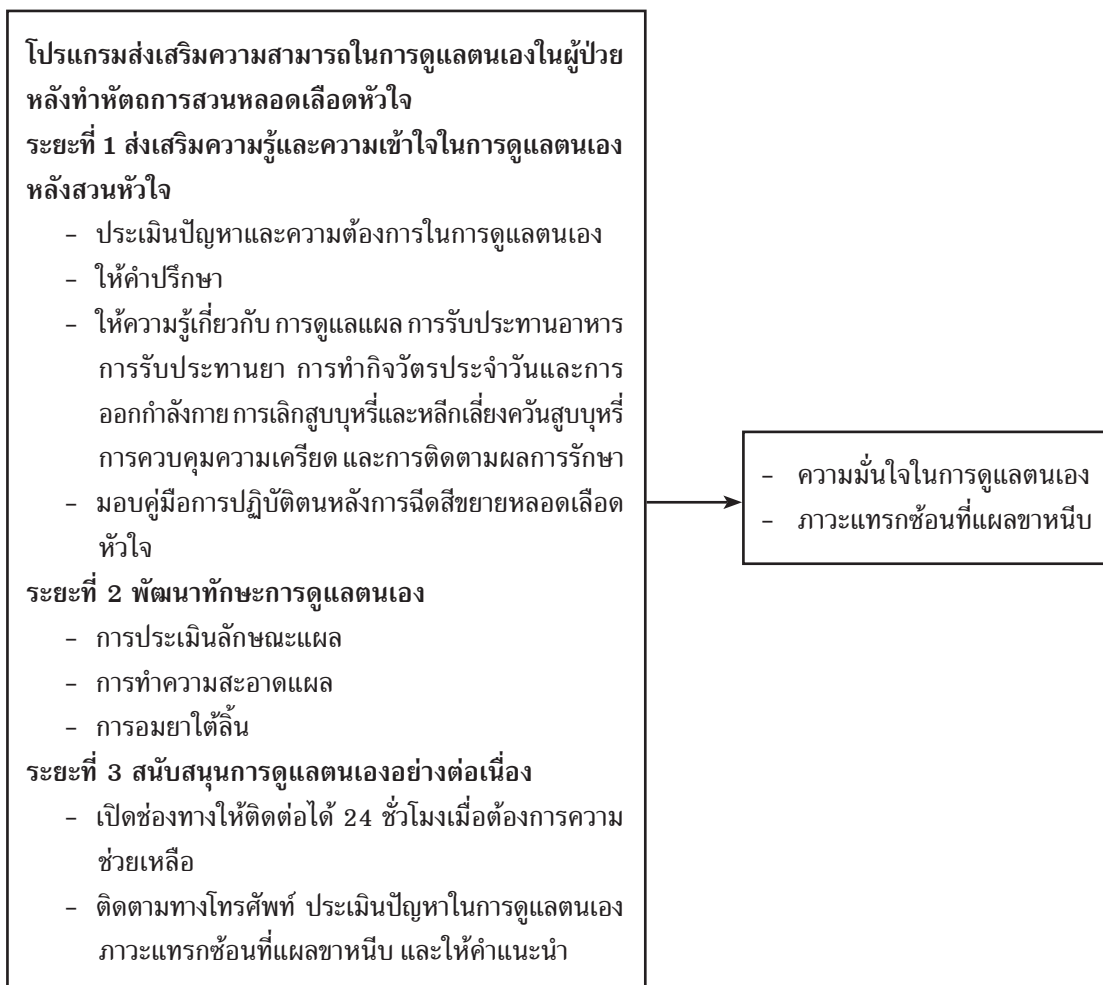 โปรแกรมส่งเสริมความสามารถในการดูแลตนเองในผู้ป่วย
หลังทำหัตถการสวนหลอดเลือดหัวใจ
ระยะที่ 1 ส่งเสริมความรู้และความเข้าใจในการดูแลตนเอง
หลังสวนหัวใจ
- ประเมินปัญหาและความต้องการในการดูแลตนเอง
- ให้คำปรึกษา
- ให้ความรู้เกี่ยวกับ การดูแลแผล การรับประทานอาหาร
การรับประทานยา การทำกิจวัตรประจำวันและการ
ออกกำลังกาย การเลิกสูบบุหรี่และหลีกเลี่ยงควันสูบบุหรี่
การควบคุมความเครียด และการติดตามผลการรักษา
- มอบคู่มือการปฏิบัติตนหลังการฉีดสีขยายหลอดเลือด
หัวใจ
ระยะที่ 2 พัฒนาทักษะการดูแลตนเอง
- การประเมินลักษณะแผล
- การทำความสะอาดแผล
- การอมยาใต้ลิ้น
ระยะที่ 3 สนับสนุนการดูแลตนเองอย่างต่อเนื่อง
- เปิดช่องทางให้ติดต่อได้ 24 ชั่วโมงเมื่อต้องการความ
ช่วยเหลือ
- ติดตามทางโทรศัพท์ ประเมินปัญหาในการดูแลตนเอง
ภาวะแทรกซ้อนที่แผลขาหนีบ และให้คำแนะนำ
- ความมั่นใจในการดูแลตนเอง
- ภาวะแทรกซ้อนที่แผลขาหนีบ